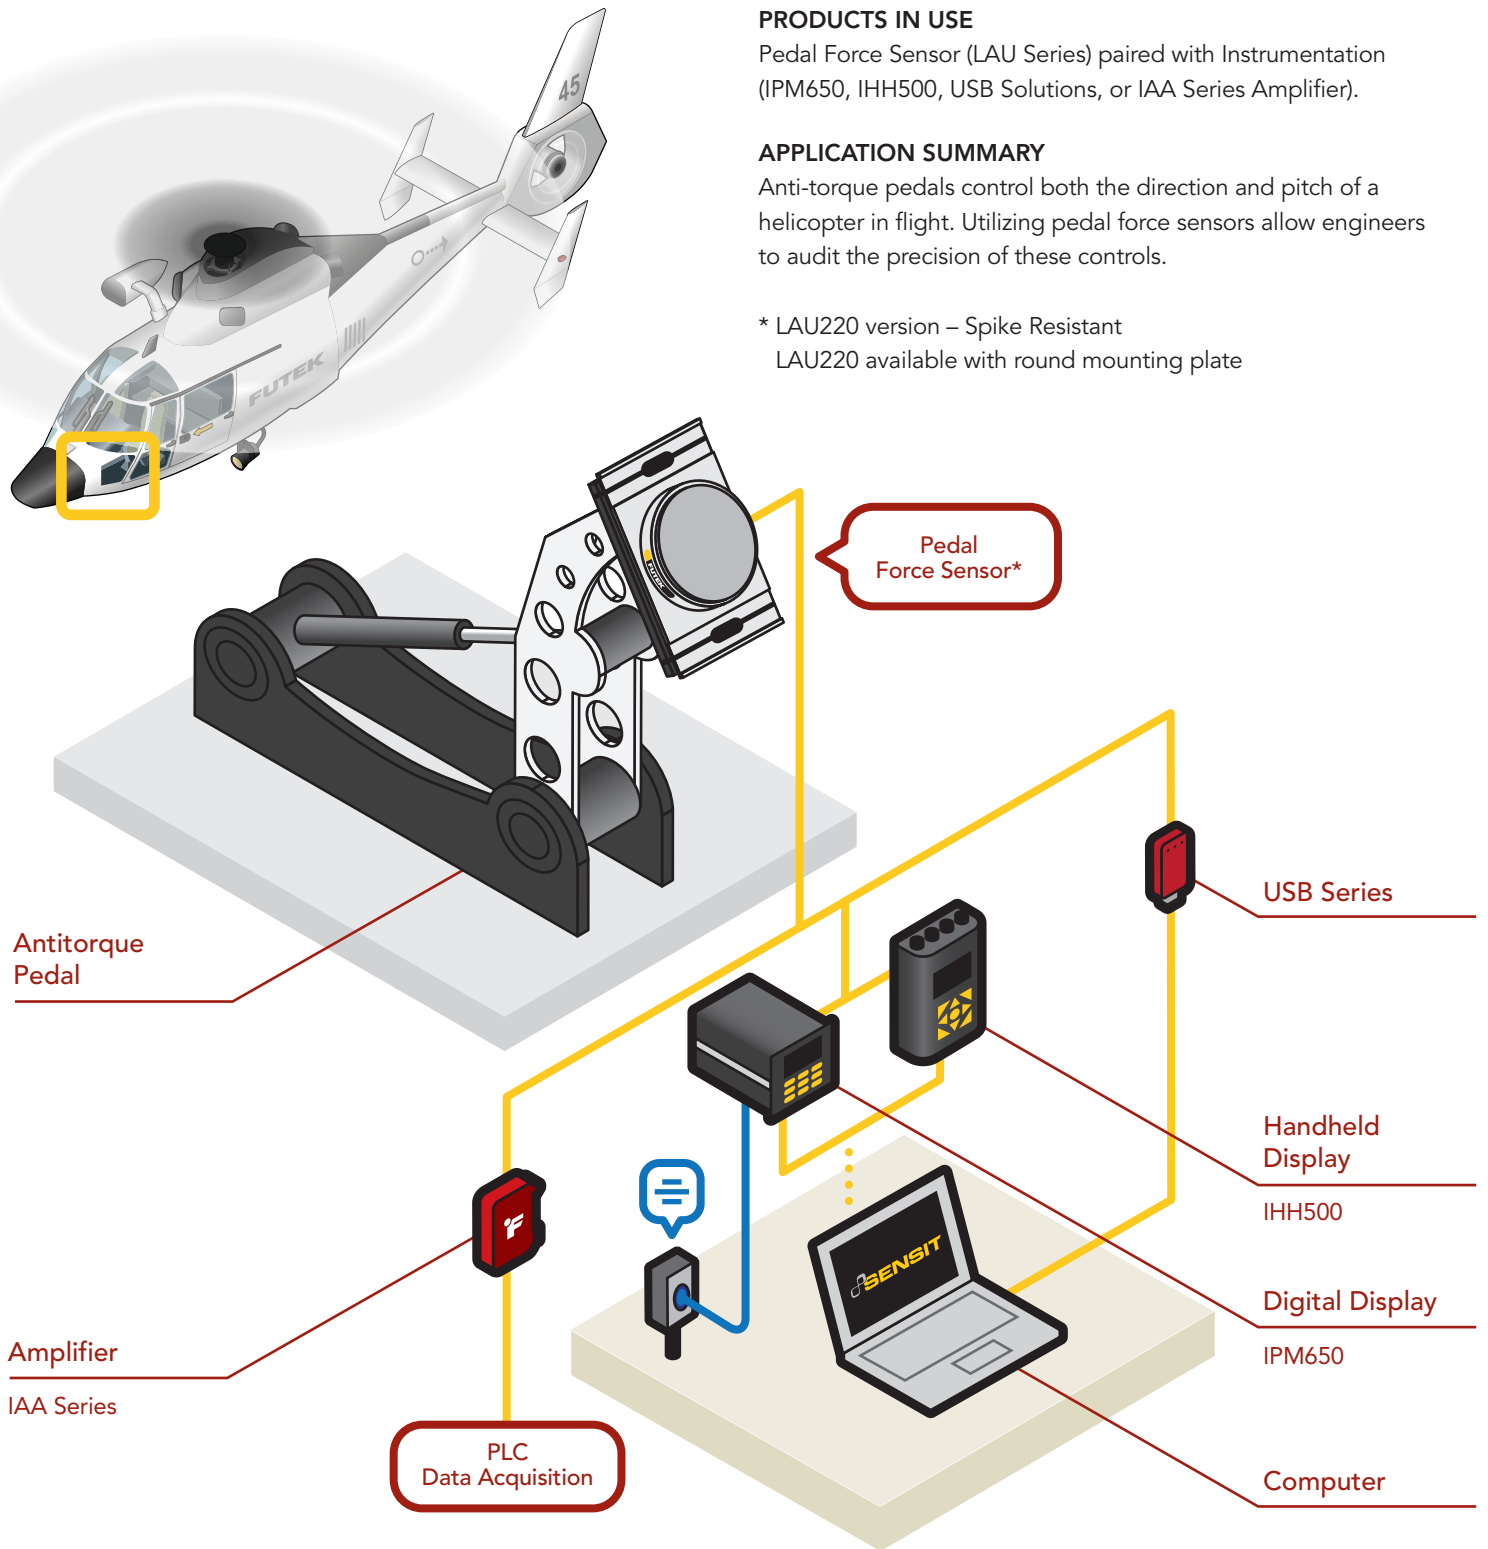 PRODUCTS IN USE
Pedal Force Sensor (LAU Series) paired with Instrumentation
(IPM650, IHH500, USB Solutions, or IAA Series Amplifier).
APPLICATION SUMMARY
Anti-torque pedals control both the direction and pitch of a
helicopter in flight. Utilizing pedal force sensors allow engineers
to audit the precision of these controls.
* LAU220 version – Spike Resistant
LAU220 available with round mounting plate
45
FUTEK
Pedal
Force Sensor*
FUTEK
USB Series
Antitorque
Pedal
Handheld
Display
IHH500
SENSIT
Digital Display
IPM650
Amplifier
IAA Series
PLC
Data Acquisition
Computer